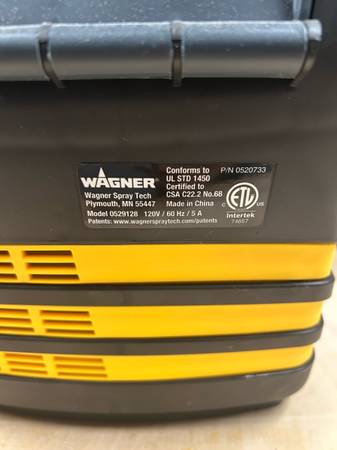 WAGNER
Wagner Spray Tech
Plymouth, MN 55447
Model 0529128 120V / 60 Hz / 5 A
Patents: www.wagnerspraytech.com/patents
Conforms to
UL STD 1450
Certified to
CSA C22.2 No.68
Made in China
P/N 0520733
ETL
C US
Intertek
74657